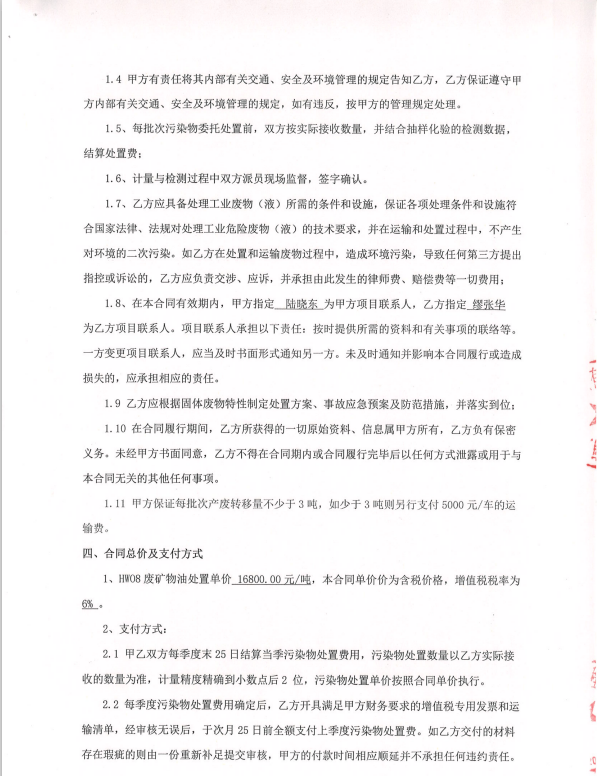 1.4 甲方有责任将其内部有关交通、安全及环境管理的规定告知乙方，乙方保证遵守甲
方内部有关交通、安全及环境管理的规定，如有违反，按甲方的管理规定处理。
1.5、每批次污染物委托处置前，双方按实际接收数量，并结合抽样化验的检测数据，
结算处置费；
1.6、计量与检测过程中双方派员现场监督，签字确认。
1.7、乙方应具备处理工业废物（液）所需的条件和设施，保证各项处理条件和设施符
合国家法律、法规对处理工业危险废物（液）的技术要求，并在运输和处置过程中，不产生
对环境的二次污染。如乙方在处置和运输废物过程中，造成环境污染，导致任何第三方提出
指控或诉讼的，乙方应负责交涉、应诉，并承担由此发生的律师费、赔偿费等一切费用；
1.8、在本合同有效期内，甲方指定 陆晓东 为甲方项目联系人，乙方指定 缪张华
为乙方项目联系人。项目联系人承担以下责任：按时提供所需的资料和有关事项的联络等。
一方变更项目联系人，应当及时书面形式通知另一方。未及时通知并影响本合同履行或造成
损失的，应承担相应的责任。
1.9 乙方应根据固体废物特性制定处置方案、事故应急预案及防范措施，并落实到位；
1.10 在合同履行期间，乙方所获得的一切原始资料、信息属甲方所有，乙方负有保密
义务。未经甲方书面同意，乙方不得在合同期内或合同履行完毕后以任何方式泄露或用于与
本合同无关的其他任何事项。
1.11 甲方保证每批次产废转移量不少于3吨，如少于3吨则另行支付5000元/车的运
输费。
四、合同总价及支付方式
1、HW08废矿物油处置单价 16800.00元/吨，本合同单价价为含税价格，增值税税率为
6% 。
2、支付方式：
2.1 甲乙双方每季度末25日结算当季污染物处置费用，污染物处置数量以乙方实际接
收的数量为准，计量精度精确到小数点后2 位，污染物处置单价按照合同单价执行。
2.2 每季度污染物处置费用确定后，乙方开具满足甲方财务要求的增值税专用发票和运
输清单，经审核无误后，于次月25日前全额支付上季度污染物处置费。如乙方交付的材料
存在瑕疵的则由一份重新补足提交审核，甲方的付款时间相应顺延并不承担任何违约责任。